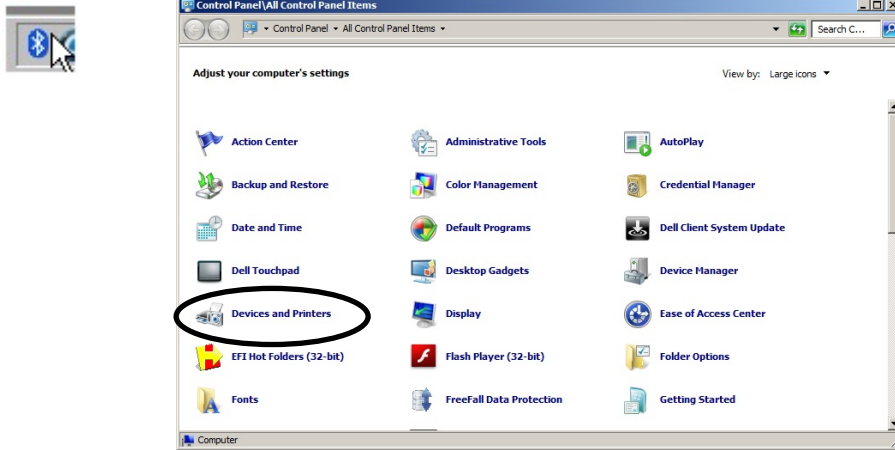 Control Panel\All Control Panel Items
Control Panel All Control Panel Items Search C...
Adjust your computer's settings View by: Large icons
Action Center Administrative Tools AutoPlay
Backup and Restore Color Management Credential Manager
Date and Time Default Programs Dell Client System Update
Dell Touchpad Desktop Gadgets Device Manager
Devices and Printers Display Ease of Access Center
EFI Hot Folders (32-bit) Flash Player (32-bit) Folder Options
Fonts FreeFall Data Protection Getting Started
Computer